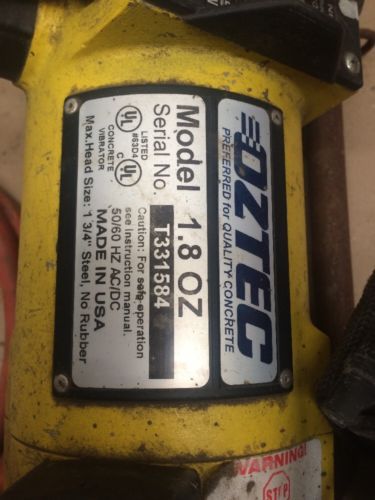 OZTEC
PREFERRED for QUALITY CONCRETE
Model 1.8 OZ
Serial No. T331584
UL
LISTED
#63D4
CONCRETE
VIBRATOR
C
UL
Caution: For safe operation
see instruction manual.
50/60 HZ AC/DC
MADE IN USA
Max.Head Size: 1 3/4" Steel, No Rubber
WARNING!
STOP